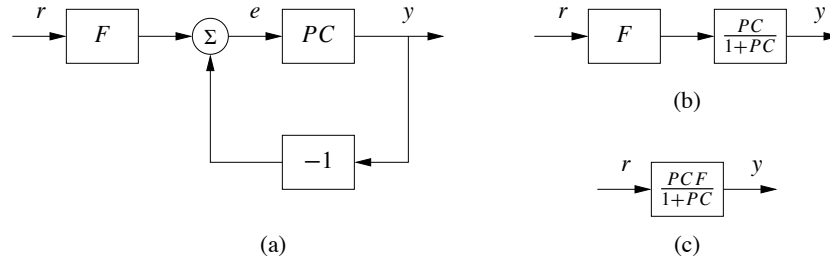 r F Σ e PC y
−1
(a)
r F PC/1+PC y
(b)
r PCF/1+PC y
(c)